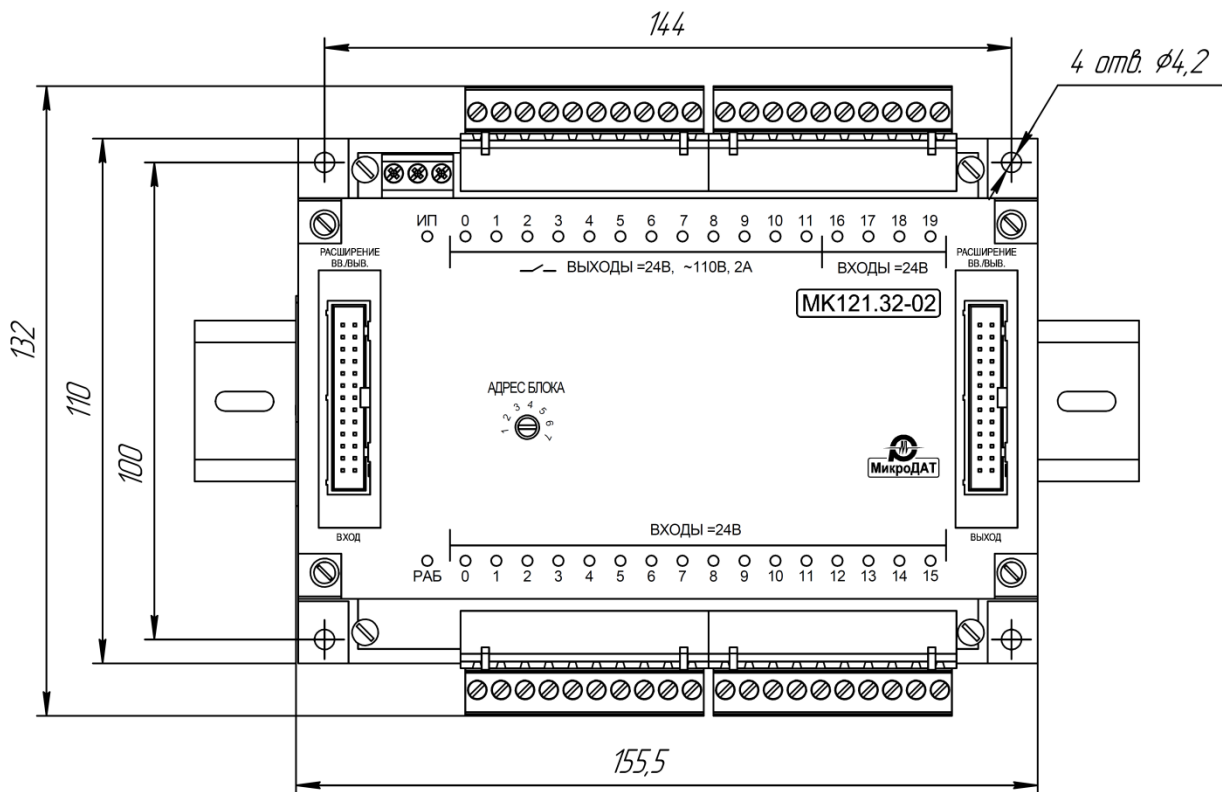 144
4 отв. ϕ4,2
ИП 0 1 2 3 4 5 6 7 8 9 10 11 16 17 18 19
РАСШИРЕНИЕ
ВВ./ВЫВ.
ВЫХОДЫ =24В, ~110В, 2А
ВХОДЫ =24В
РАСШИРЕНИЕ
ВВ./ВЫВ.
МК121.32-02
132
110
100
АДРЕС БЛОКА
1 2 3 4 5 6 7
МикроДАТ
ВХОД
ВХОДЫ =24В
ВЫХОД
РАБ 0 1 2 3 4 5 6 7 8 9 10 11 12 13 14 15
155,5